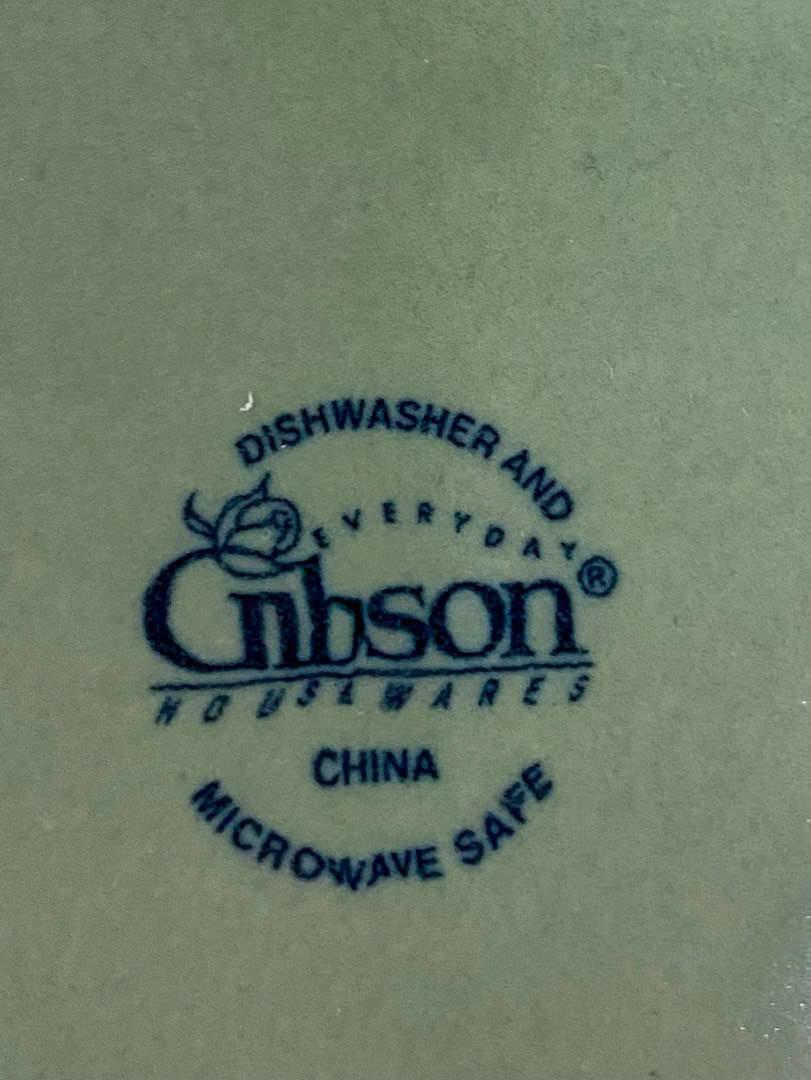 DISHWASHER AND
EVERYDAY
Gibson®
HOUSEWARES
CHINA
MICROWAVE SAFE